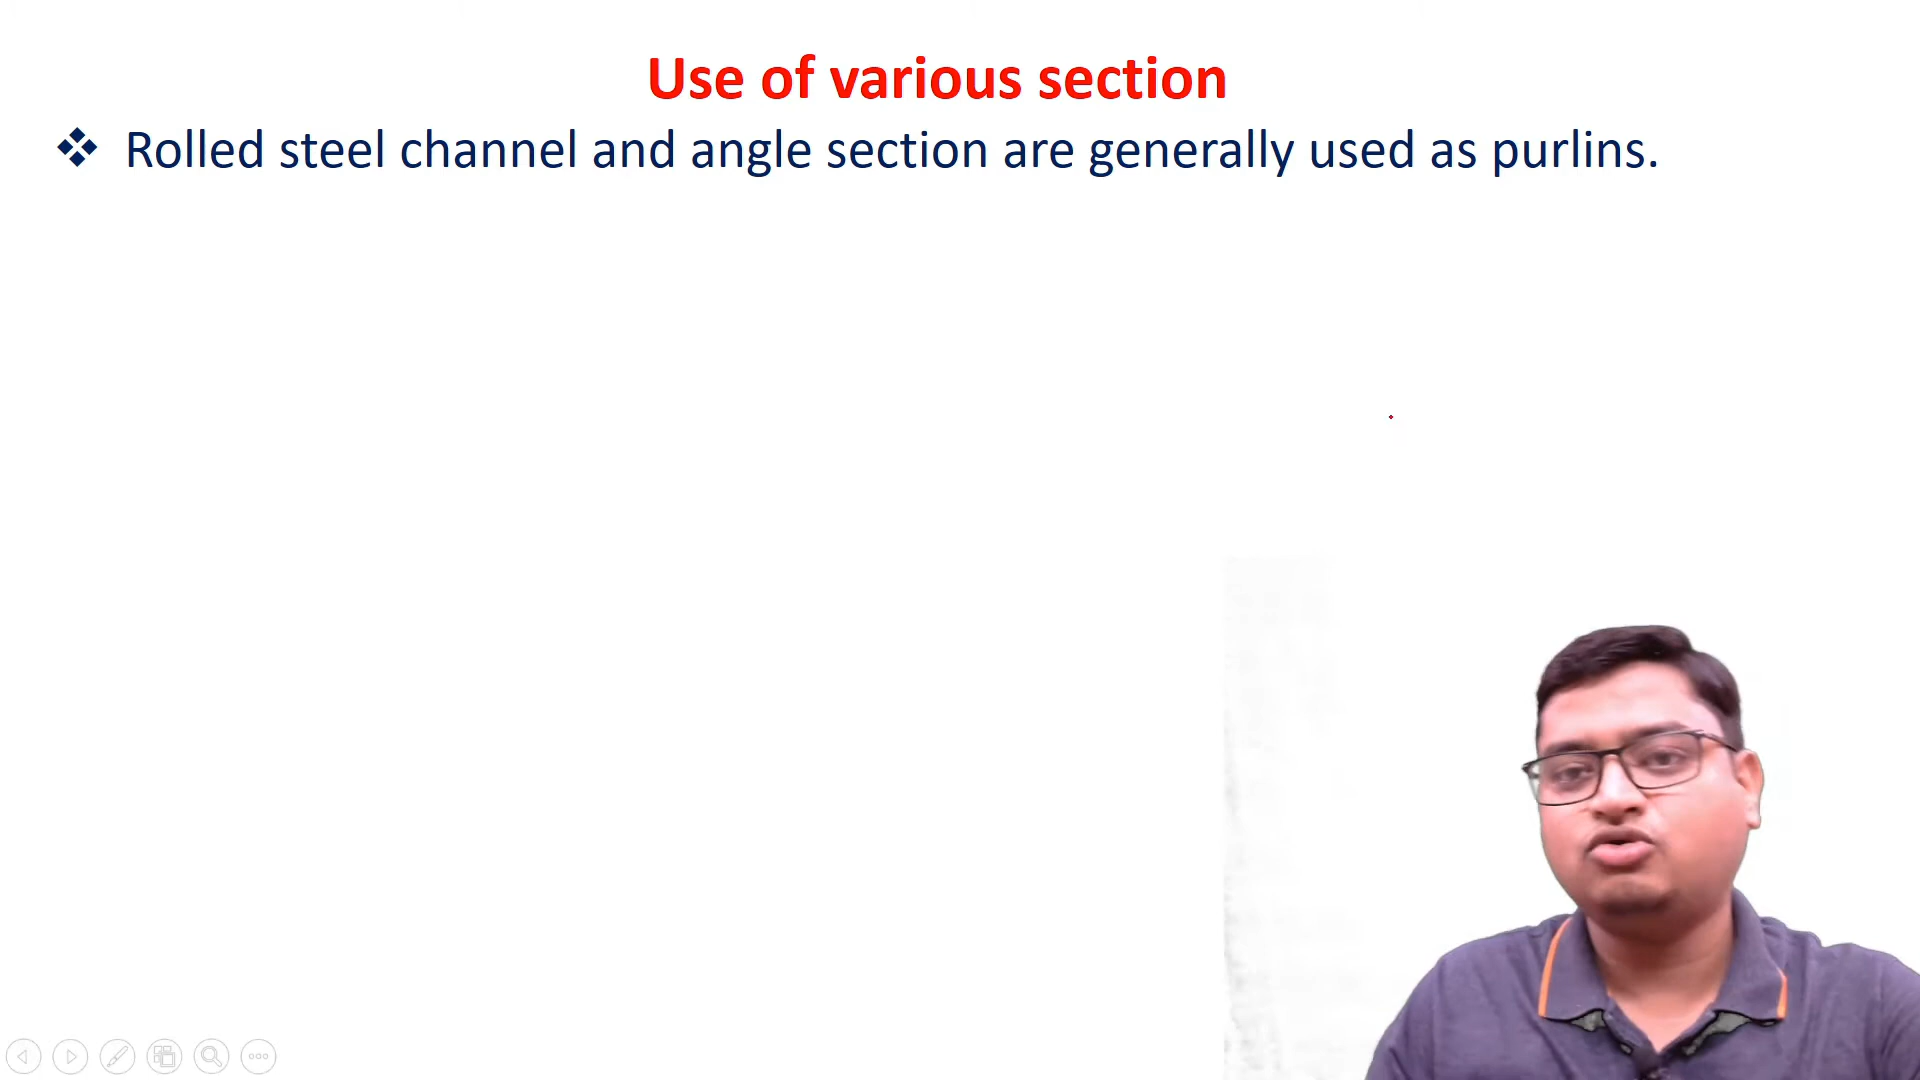 Use of various section
❖ Rolled steel channel and angle section are generally used as purlins.